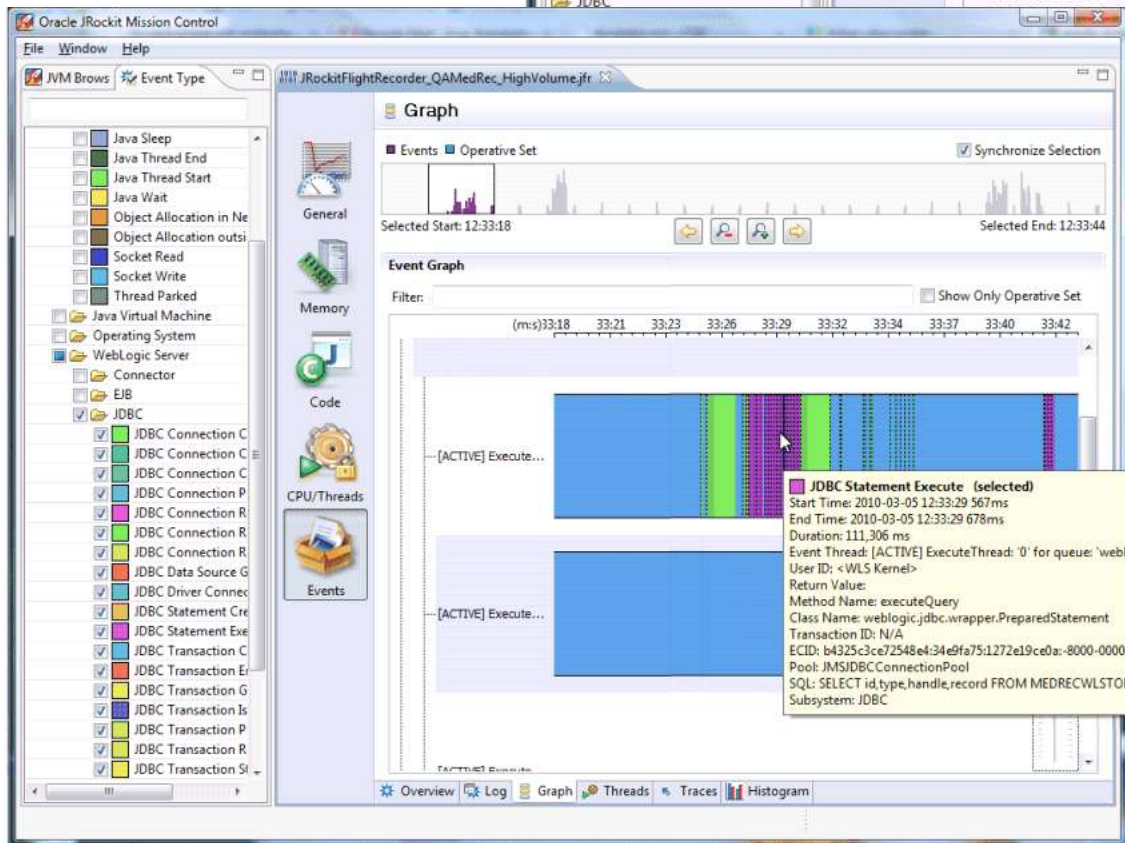 JDBC
Oracle JRockit Mission Control
File Window Help
JVM Brows
Event Type
JRockitFlightRecorder_QAMedRec_HighVolume.jfr
Java Sleep
Java Thread End
Java Thread Start
Java Wait
Object Allocation in Ne
Object Allocation outsi
Socket Read
Socket Write
Thread Parked
Java Virtual Machine
Operating System
WebLogic Server
Connector
EJB
JDBC
JDBC Connection C
JDBC Connection C
JDBC Connection C
JDBC Connection P
JDBC Connection R
JDBC Connection R
JDBC Connection R
JDBC Data Source G
JDBC Driver Connec
JDBC Statement Cre
JDBC Statement Exe
JDBC Transaction C
JDBC Transaction Er
JDBC Transaction G
JDBC Transaction Is
JDBC Transaction P
JDBC Transaction R
JDBC Transaction St
General
Memory
Code
CPU/Threads
Events
Graph
Events Operative Set
Synchronize Selection
Selected Start: 12:33:18
Selected End: 12:33:44
Event Graph
Filter:
Show Only Operative Set
(m:s)33:18 33:21 33:23 33:26 33:29 33:32 33:34 33:37 33:40 33:42
[ACTIVE] Execute...
JDBC Statement Execute (selected)
Start Time: 2010-03-05 12:33:29 567ms
End Time: 2010-03-05 12:33:29 678ms
Duration: 111,306 ms
Event Thread: [ACTIVE] ExecuteThread: '0' for queue: 'webl
User ID: <WLS Kernel>
Return Value:
Method Name: executeQuery
Class Name: weblogic.jdbc.wrapper.PreparedStatement
Transaction ID: N/A
ECID: b4325c3ce72548e4:34e9fa75:1272e19ce0a:-8000-0000
Pool: JMSJDBCConnectionPool
SQL: SELECT id,type,handle,record FROM MEDRECWLSTO
Subsystem: JDBC
[ACTIVE] Execute...
[ACTIVE] Execute
Overview Log Graph Threads Traces Histogram